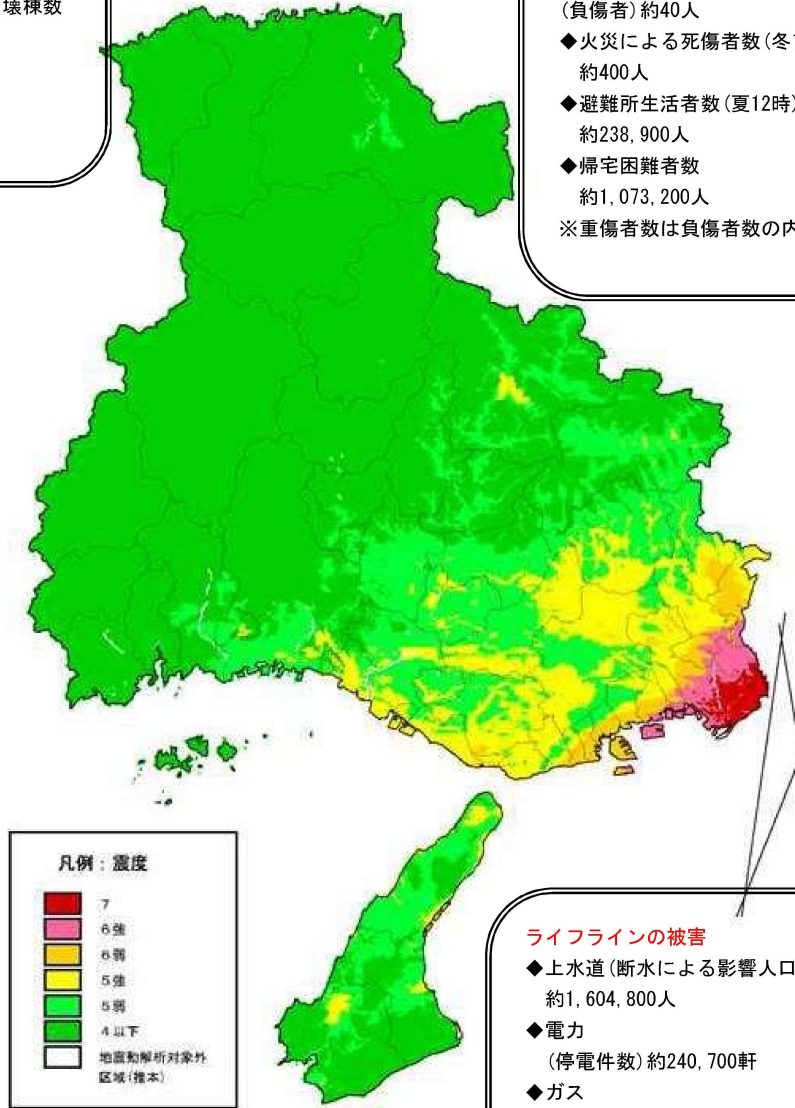 壊棟数
(負傷者)約40人
◆火災による死傷者数(冬
約400人
◆避難所生活者数(夏12時)
約238,900人
◆帰宅困難者数
約1,073,200人
※重傷者数は負傷者数の内
凡例：震度
7
6強
6弱
5強
5弱
4以下
地震動解析対象外
区域(推本)
ライフラインの被害
◆上水道(断水による影響人口
約1,604,800人
◆電力
(停電件数)約240,700軒
◆ガス